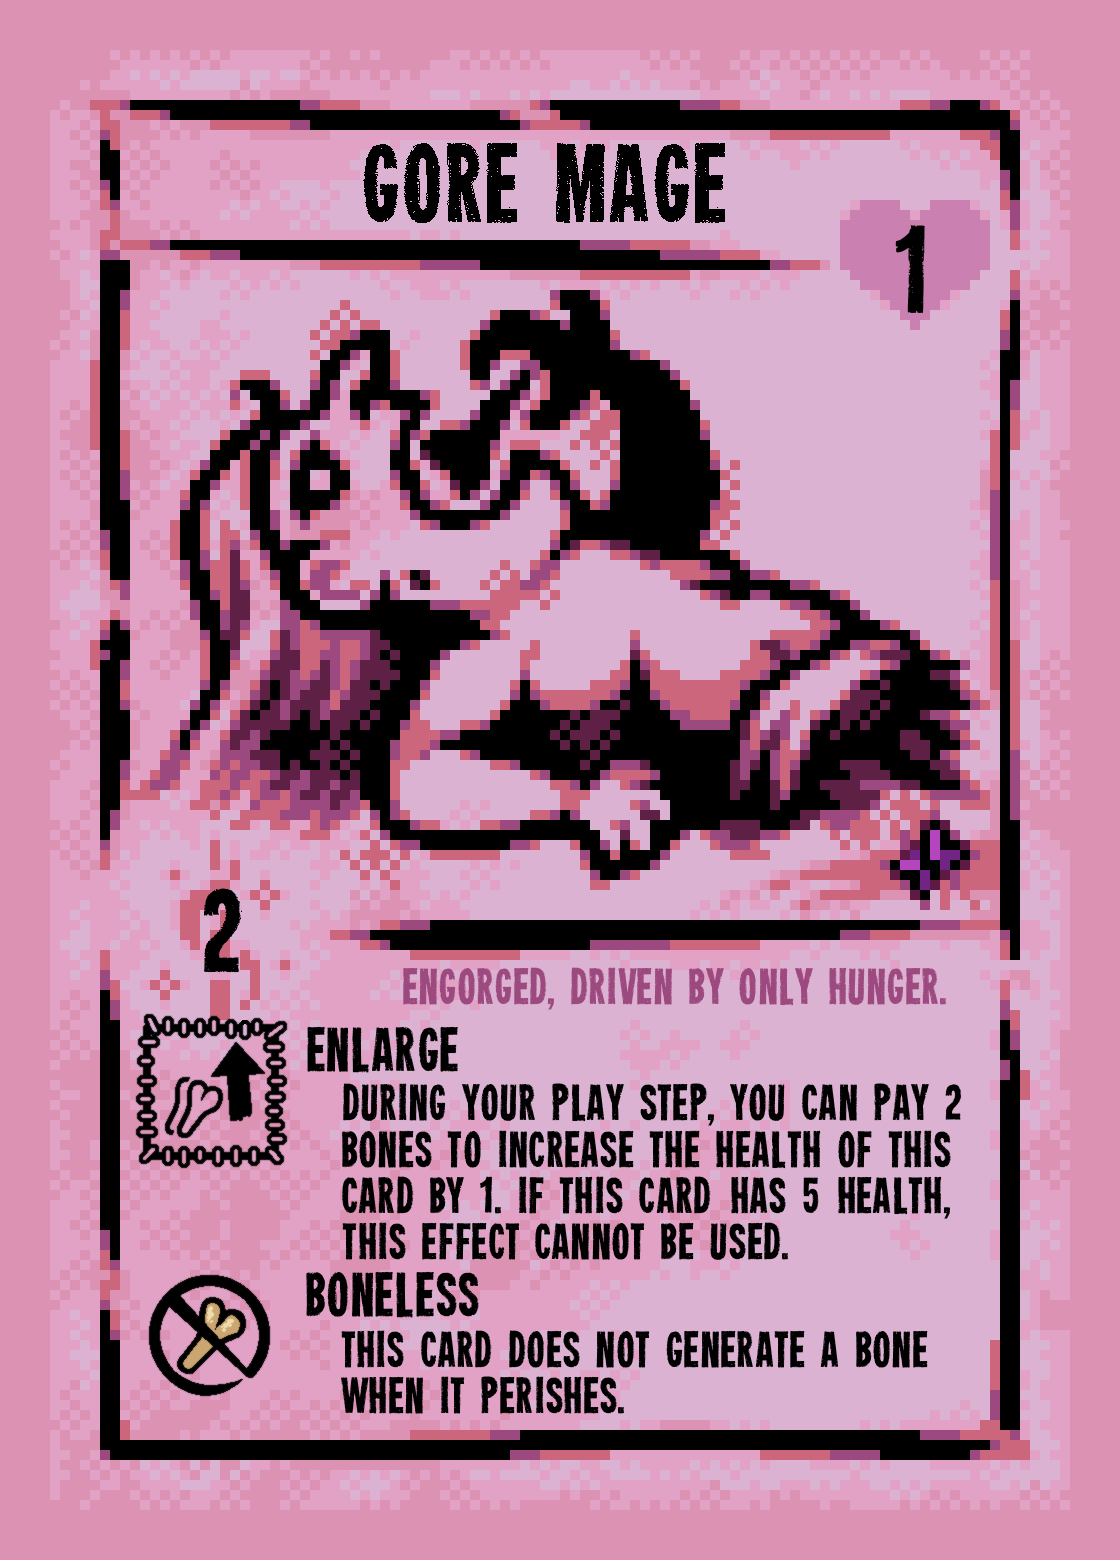 GORE MAGE
1
2
ENGORGED, DRIVEN BY ONLY HUNGER.
ENLARGE
DURING YOUR PLAY STEP, YOU CAN PAY 2
BONES TO INCREASE THE HEALTH OF THIS
CARD BY 1. IF THIS CARD HAS 5 HEALTH,
THIS EFFECT CANNOT BE USED.
BONELESS
THIS CARD DOES NOT GENERATE A BONE
WHEN IT PERISHES.